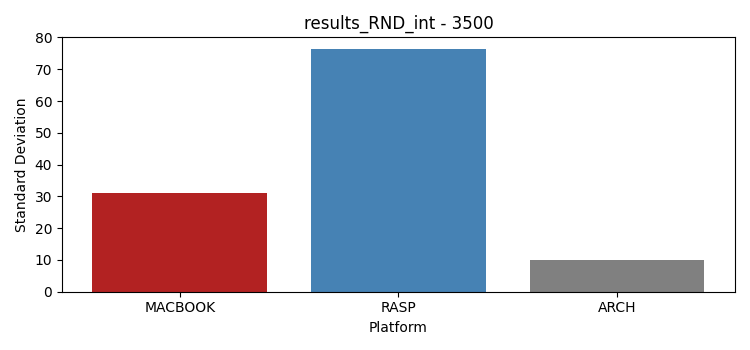 results_RND_int - 3500
Standard Deviation
80
70
60
50
40
30
20
10
0
MACBOOK RASP ARCH
Platform